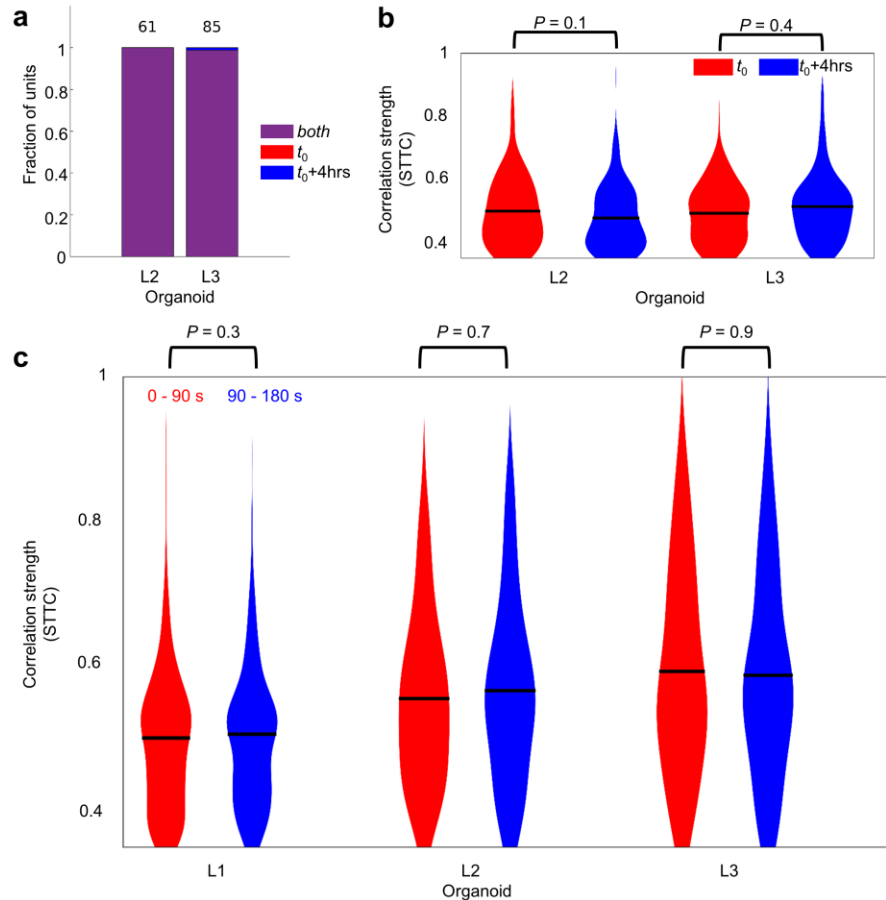 a
61 85
1
0.8
0.6
0.4
0.2
0
Fraction of units
L2 L3
Organoid
both
t0
t0+4hrs
b
P = 0.1 P = 0.4
1
0.8
0.6
0.4
Correlation strength
(STTC)
t0 t0+4hrs
L2 L3
Organoid
c
P = 0.3 P = 0.7 P = 0.9
1
0.8
0.6
0.4
Correlation strength
(STTC)
0 - 90 s 90 - 180 s
L1 L2 L3
Organoid